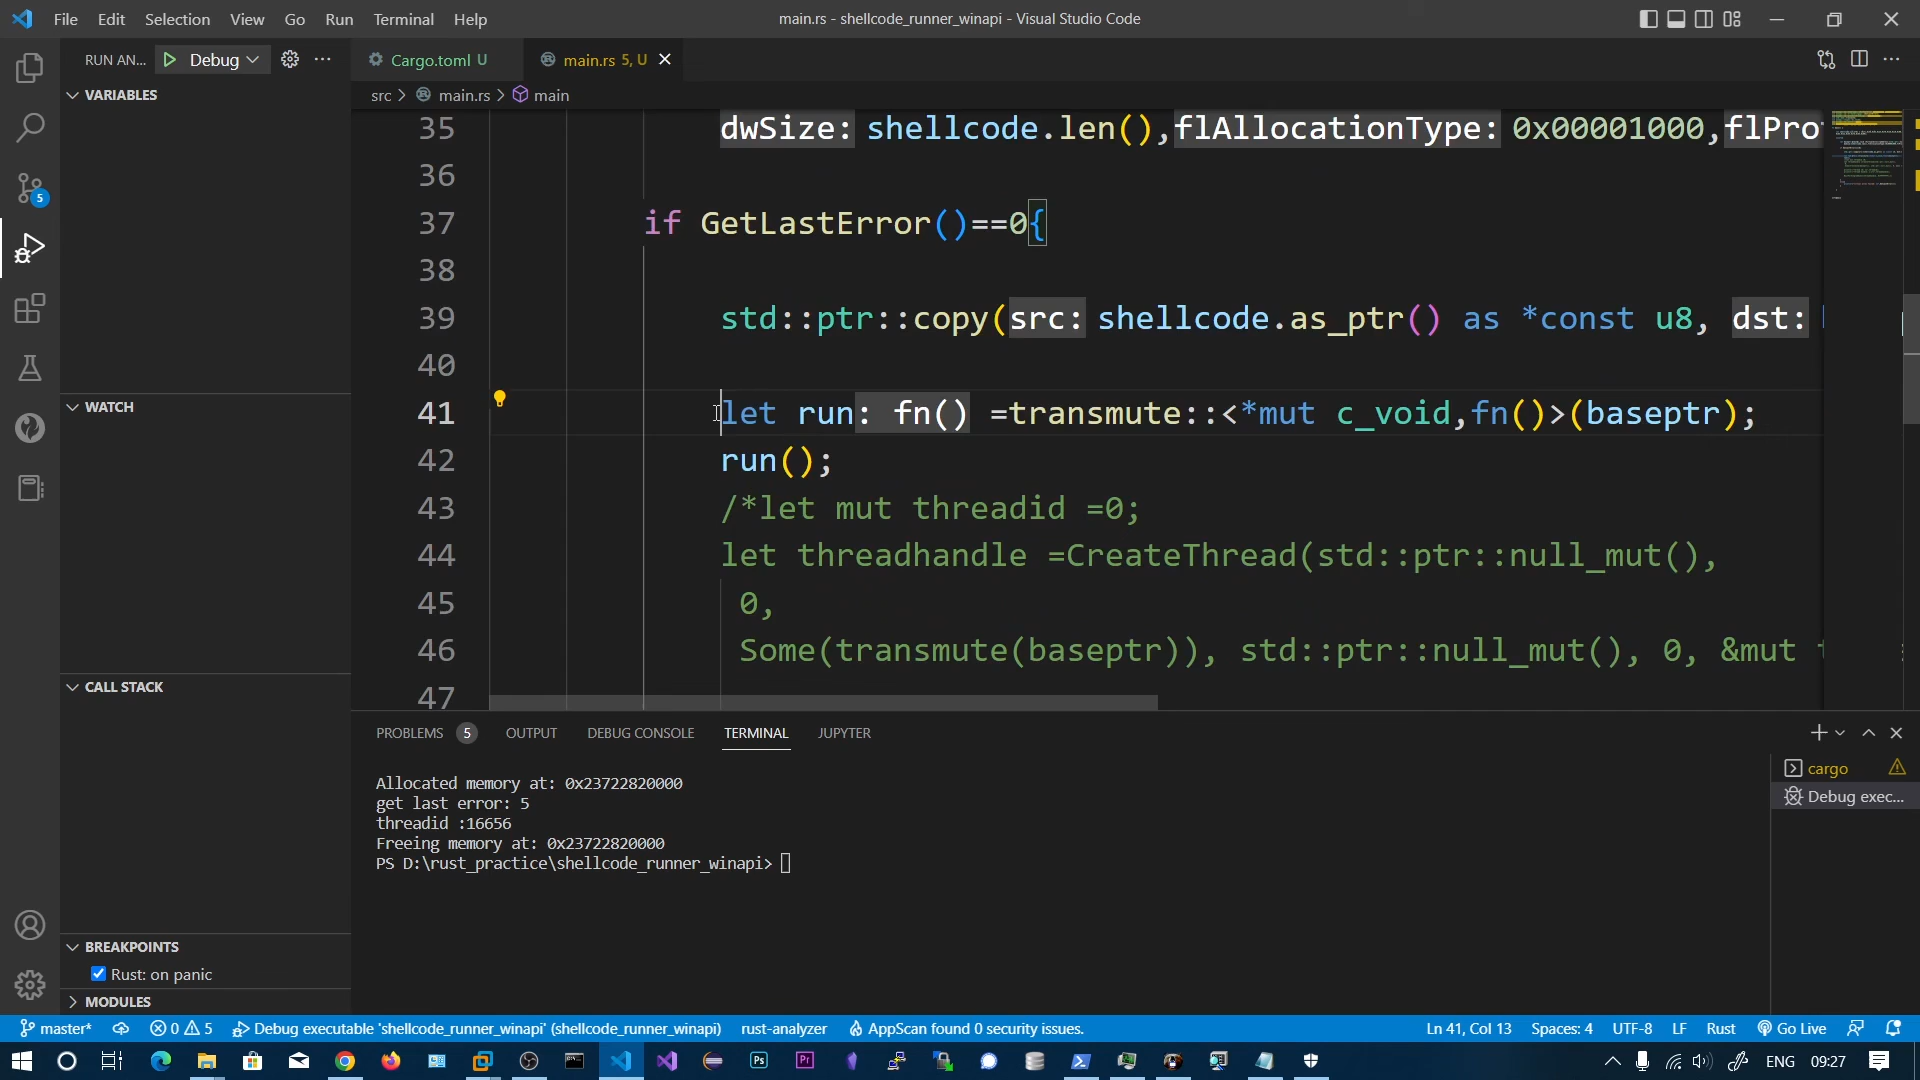 File Edit Selection View Go Run Terminal Help
main.rs - shellcode_runner_winapi - Visual Studio Code
RUN AN... Debug
Cargo.toml U
main.rs 5, U
VARIABLES
src > main.rs > main
35 dwSize: shellcode.len(),flAllocationType: 0x00001000,flPro
36
37 if GetLastError()==0{
38
39 std::ptr::copy(src: shellcode.as_ptr() as *const u8, dst:
40
41 let run: fn() =transmute::<*mut c_void,fn()>(baseptr);
42 run();
43 /*let mut threadid =0;
44 let threadhandle =CreateThread(std::ptr::null_mut(),
45 0,
46 Some(transmute(baseptr)), std::ptr::null_mut(), 0, &mut
47
WATCH
CALL STACK
BREAKPOINTS
Rust: on panic
MODULES
5
PROBLEMS 5 OUTPUT DEBUG CONSOLE TERMINAL JUPYTER
Allocated memory at: 0x23722820000
get last error: 5
threadid :16656
Freeing memory at: 0x23722820000
PS D:\rust_practice\shellcode_runner_winapi>
cargo
Debug exec...
master* 0 5 Debug executable 'shellcode_runner_winapi' (shellcode_runner_winapi) rust-analyzer AppScan found 0 security issues.
Ln 41, Col 13 Spaces: 4 UTF-8 LF Rust Go Live
Ps Pr
ENG 09:27